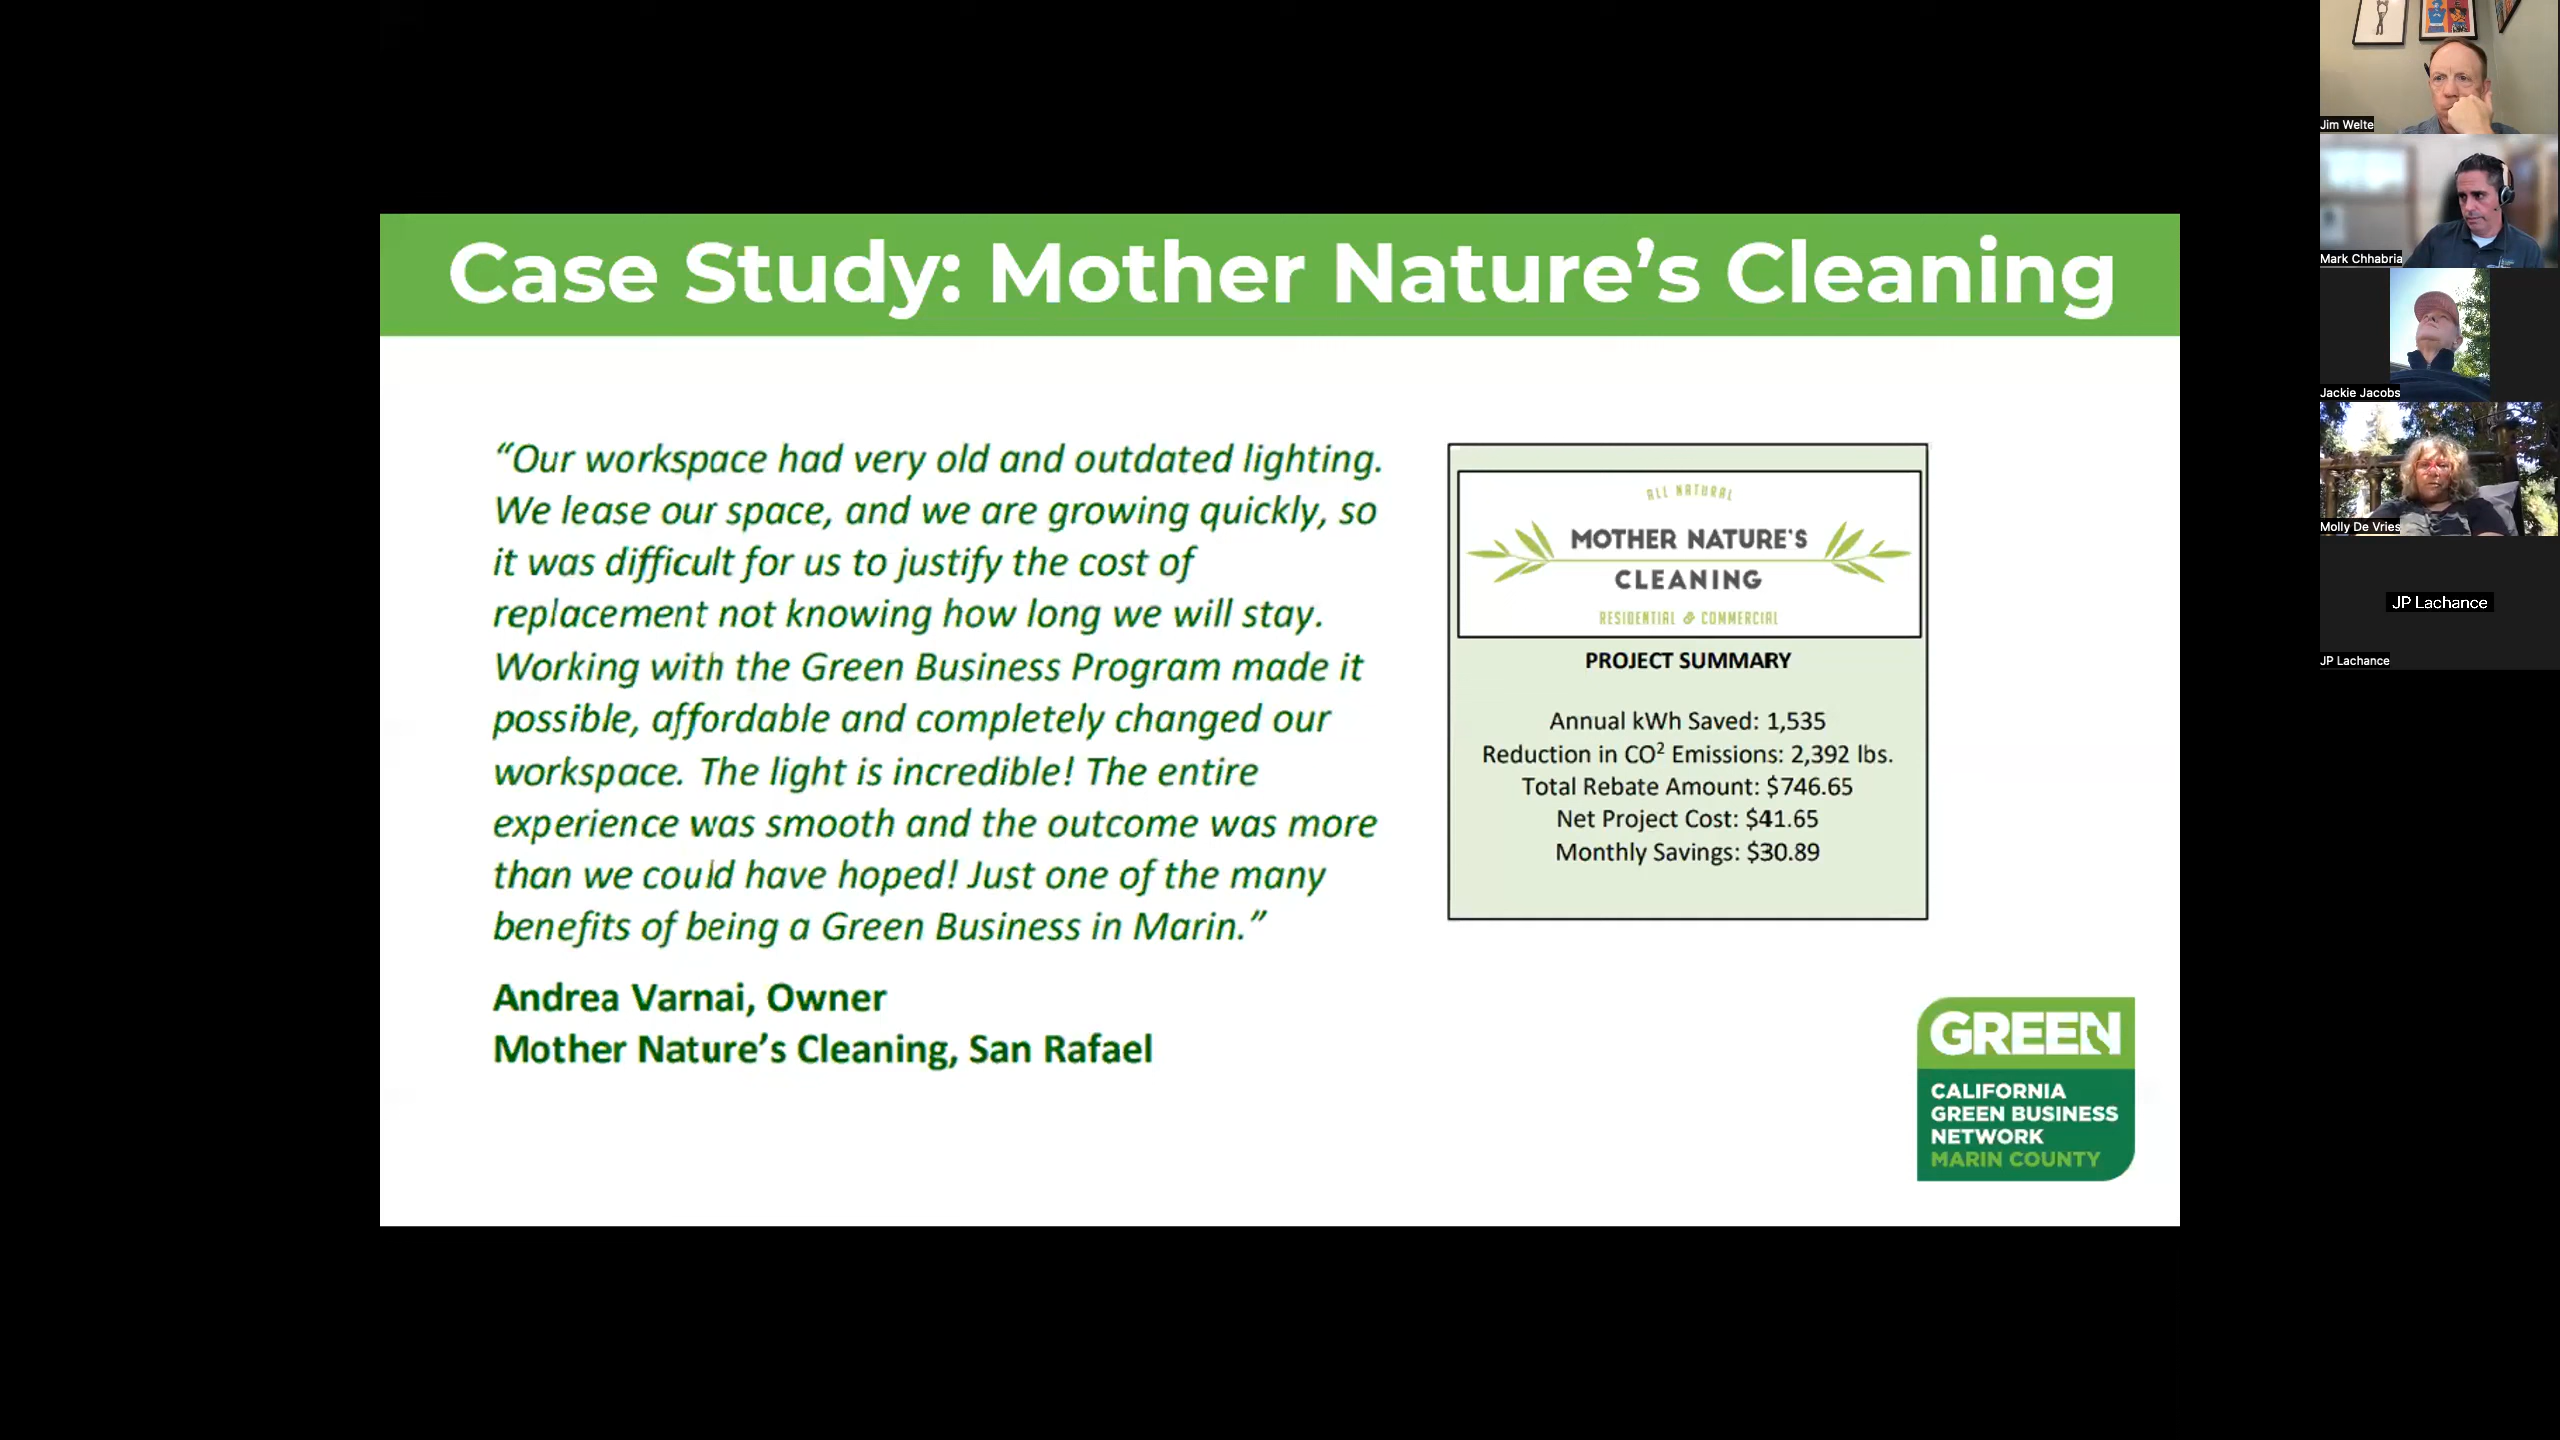 Case Study: Mother Nature’s Cleaning
“Our workspace had very old and outdated lighting.
We lease our space, and we are growing quickly, so
it was difficult for us to justify the cost of
replacement not knowing how long we will stay.
Working with the Green Business Program made it
possible, affordable and completely changed our
workspace. The light is incredible! The entire
experience was smooth and the outcome was more
than we could have hoped! Just one of the many
benefits of being a Green Business in Marin.”
Andrea Varnai, Owner
Mother Nature’s Cleaning, San Rafael
ALL NATURAL
MOTHER NATURE'S
CLEANING
RESIDENTIAL & COMMERCIAL
PROJECT SUMMARY
Annual kWh Saved: 1,535
Reduction in CO² Emissions: 2,392 lbs.
Total Rebate Amount: $746.65
Net Project Cost: $41.65
Monthly Savings: $30.89
GREEN
CALIFORNIA
GREEN BUSINESS
NETWORK
MARIN COUNTY
Jim Welte
Mark Chhabria
Jackie Jacobs
Molly De Vries
JP Lachance
JP Lachance